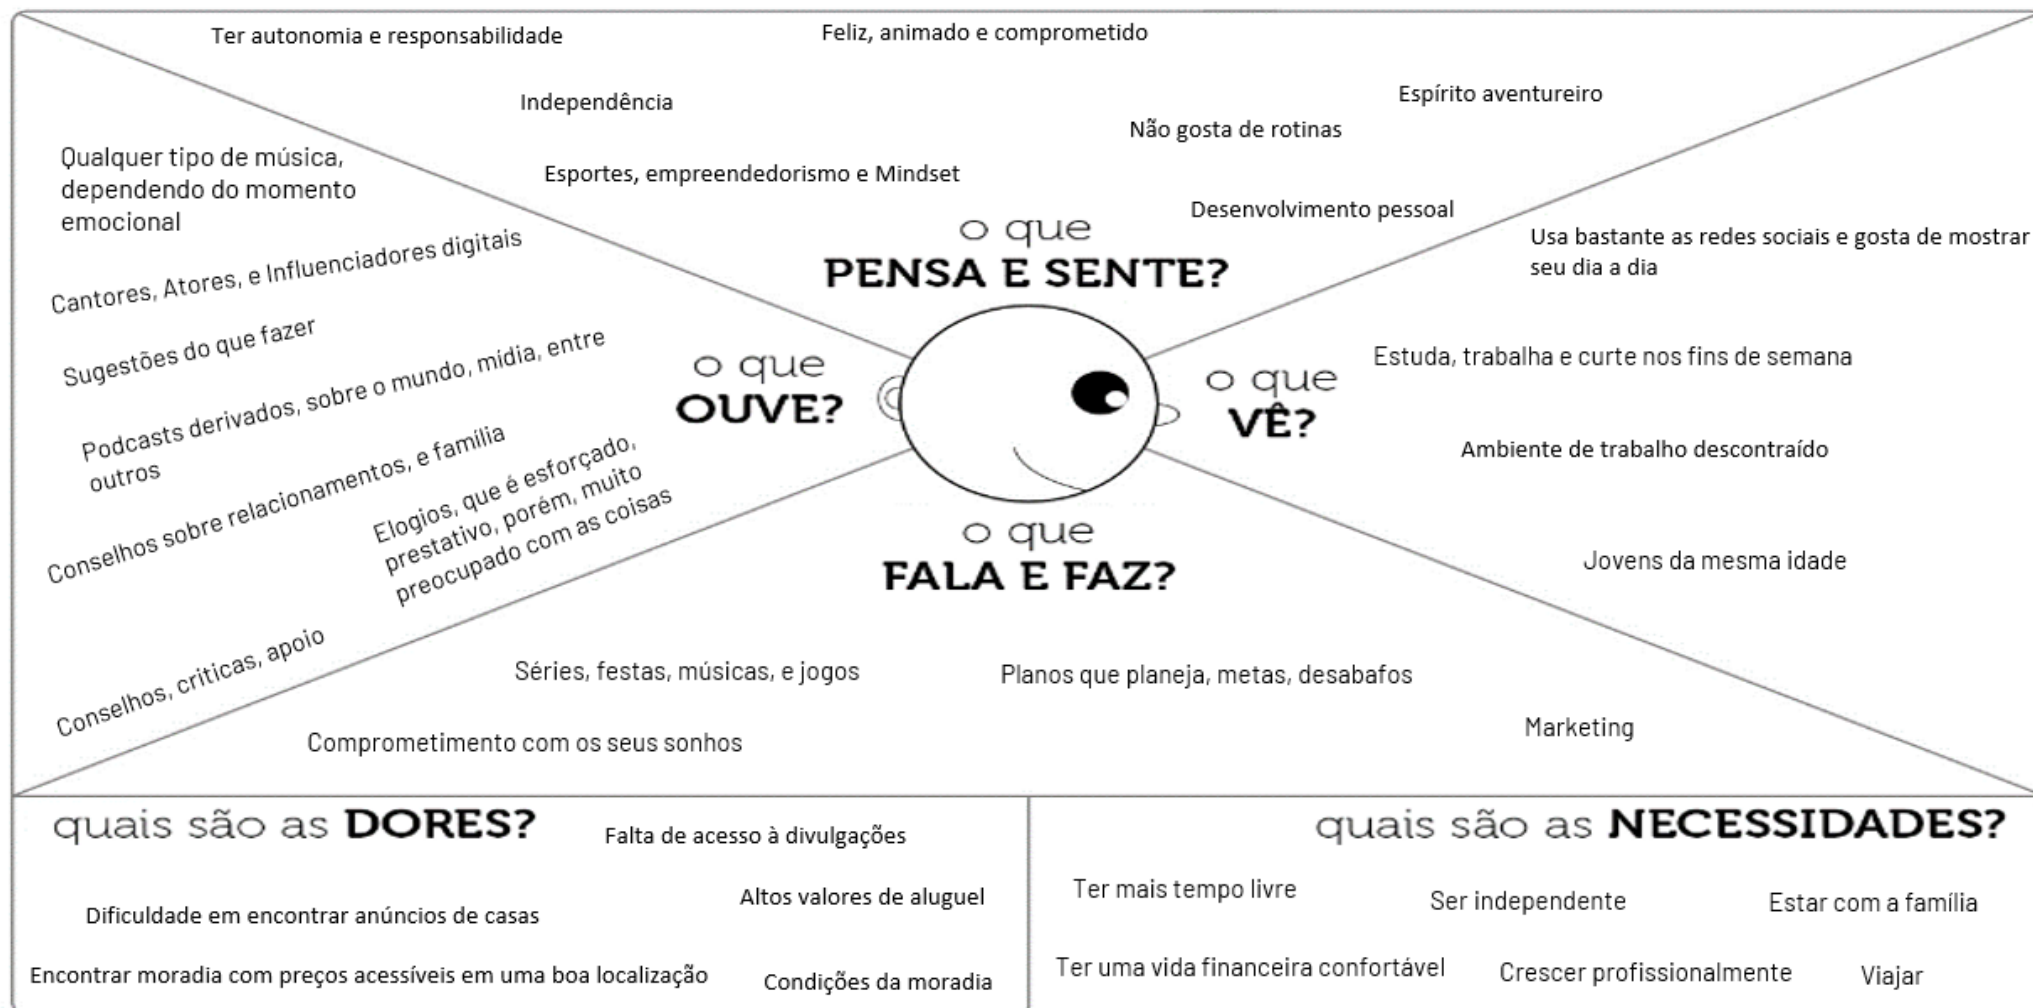 Ter autonomia e responsabilidade
Feliz, animado e comprometido
Independência
Espírito aventureiro
Não gosta de rotinas
Esportes, empreendedorismo e Mindset
Desenvolvimento pessoal
o que
PENSA E SENTE?
Qualquer tipo de música,
dependendo do momento
emocional
Cantores, Atores, e Influenciadores digitais
Sugestões do que fazer
Podcasts derivados, sobre o mundo, mídia, entre
outros
Conselhos sobre relacionamentos, e família
Elogios, que é esforçado,
prestativo, porém, muito
preocupado com as coisas
Conselhos, críticas, apoio
o que
OUVE?
o que
VÊ?
Usa bastante as redes sociais e gosta de mostrar
seu dia a dia
Estuda, trabalha e curte nos fins de semana
Ambiente de trabalho descontraído
Jovens da mesma idade
o que
FALA E FAZ?
Séries, festas, músicas, e jogos
Planos que planeja, metas, desabafos
Marketing
Comprometimento com os seus sonhos
quais são as DORES?
Falta de acesso à divulgações
Altos valores de aluguel
Dificuldade em encontrar anúncios de casas
Encontrar moradia com preços acessíveis em uma boa localização
Condições da moradia
quais são as NECESSIDADES?
Ter mais tempo livre
Ser independente
Estar com a família
Ter uma vida financeira confortável
Crescer profissionalmente
Viajar